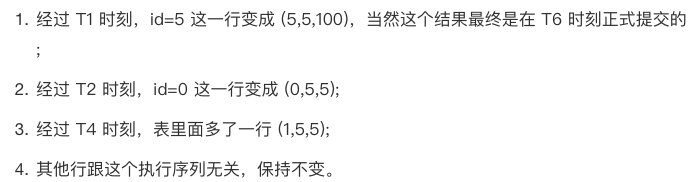 1. 经过 T1 时刻，id=5 这一行变成 (5,5,100)，当然这个结果最终是在 T6 时刻正式提交的
;
2. 经过 T2 时刻，id=0 这一行变成 (0,5,5);
3. 经过 T4 时刻，表里面多了一行 (1,5,5);
4. 其他行跟这个执行序列无关，保持不变。